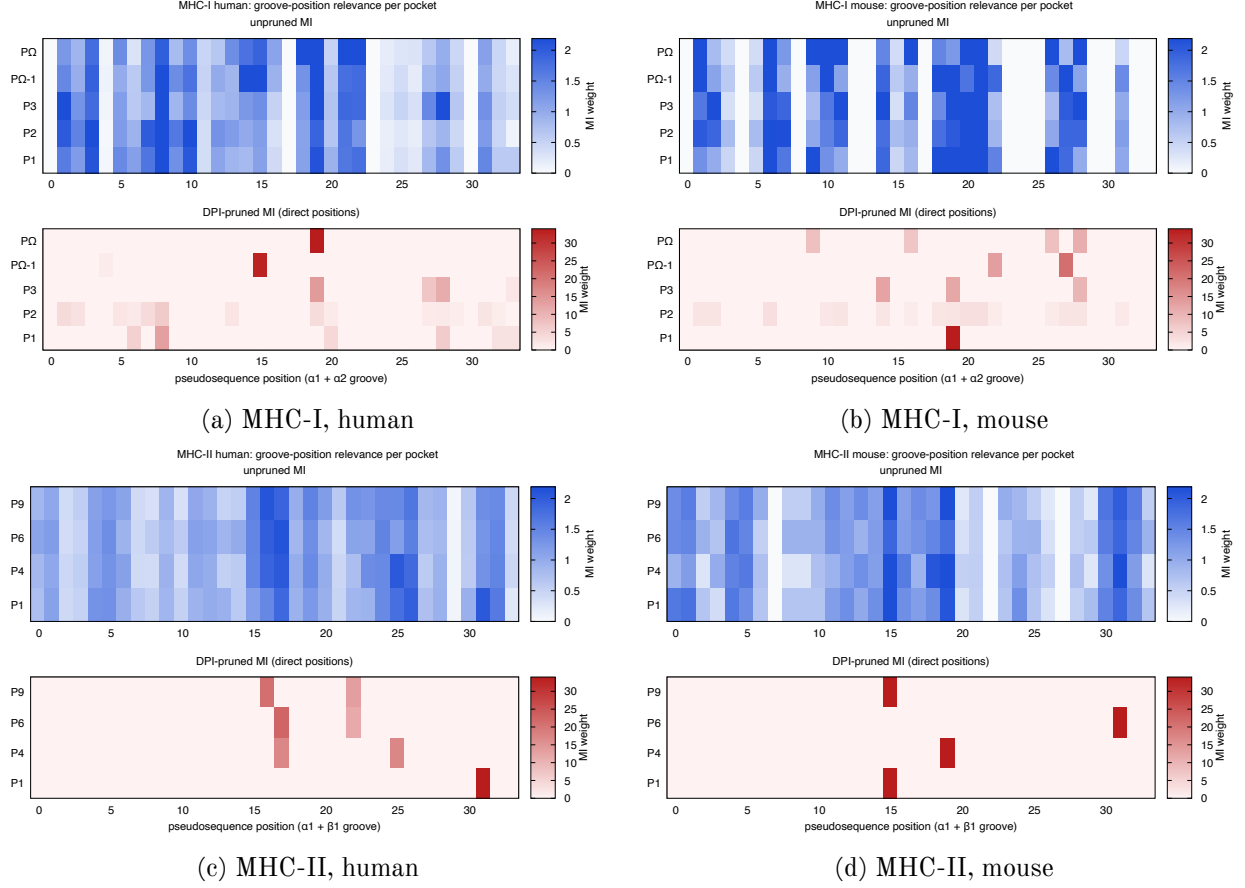 MHC-I human: groove-position relevance per pocket
unpruned MI
PΩ
PΩ-1
P3
P2
P1
0 5 10 15 20 25 30
2
1.5
1
0.5
0
MI weight
DPI-pruned MI (direct positions)
PΩ
PΩ-1
P3
P2
P1
0 5 10 15 20 25 30
pseudosequence position (α1 + α2 groove)
30
25
20
15
10
5
0
MI weight
(a) MHC-I, human
MHC-I mouse: groove-position relevance per pocket
unpruned MI
PΩ
PΩ-1
P3
P2
P1
0 5 10 15 20 25 30
2
1.5
1
0.5
0
MI weight
DPI-pruned MI (direct positions)
PΩ
PΩ-1
P3
P2
P1
0 5 10 15 20 25 30
pseudosequence position (α1 + α2 groove)
30
25
20
15
10
5
0
MI weight
(b) MHC-I, mouse
MHC-II human: groove-position relevance per pocket
unpruned MI
P9
P6
P4
P1
0 5 10 15 20 25 30
2
1.5
1
0.5
0
MI weight
DPI-pruned MI (direct positions)
P9
P6
P4
P1
0 5 10 15 20 25 30
pseudosequence position (α1 + β1 groove)
30
25
20
15
10
5
0
MI weight
(c) MHC-II, human
MHC-II mouse: groove-position relevance per pocket
unpruned MI
P9
P6
P4
P1
0 5 10 15 20 25 30
2
1.5
1
0.5
0
MI weight
DPI-pruned MI (direct positions)
P9
P6
P4
P1
0 5 10 15 20 25 30
pseudosequence position (α1 + β1 groove)
30
25
20
15
10
5
0
MI weight
(d) MHC-II, mouse